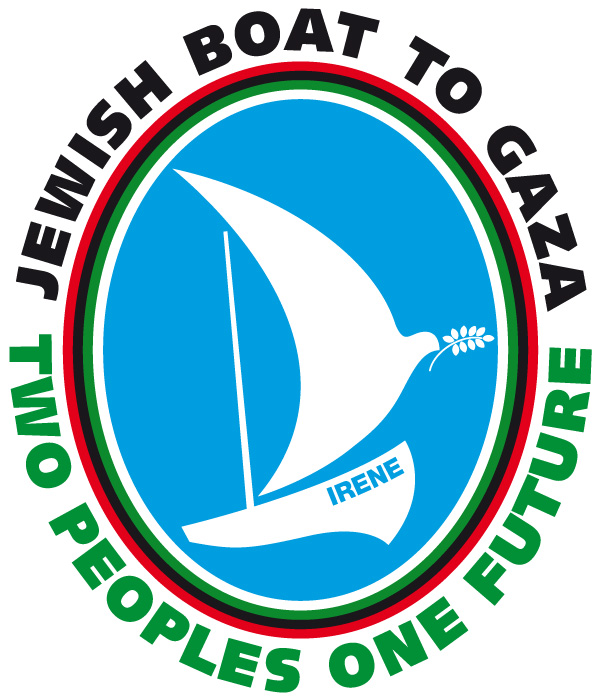 JEWISH BOAT TO GAZA
IRENE
TWO PEOPLES ONE FUTURE